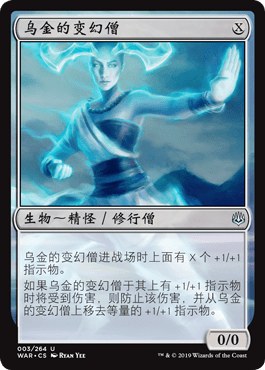 乌金的变幻僧 X
生物～精怪／修行僧
乌金的变幻僧进战场时上面有 X 个 +1/+1
指示物。
如果乌金的变幻僧于其上有 +1/+1 指示物
时将受到伤害，则防止该伤害，并从乌金
的变幻僧上移去等量的 +1/+1 指示物。
0/0
003/264 U
WAR • CS RYAN YEE
™ & © 2019 Wizards of the Coast